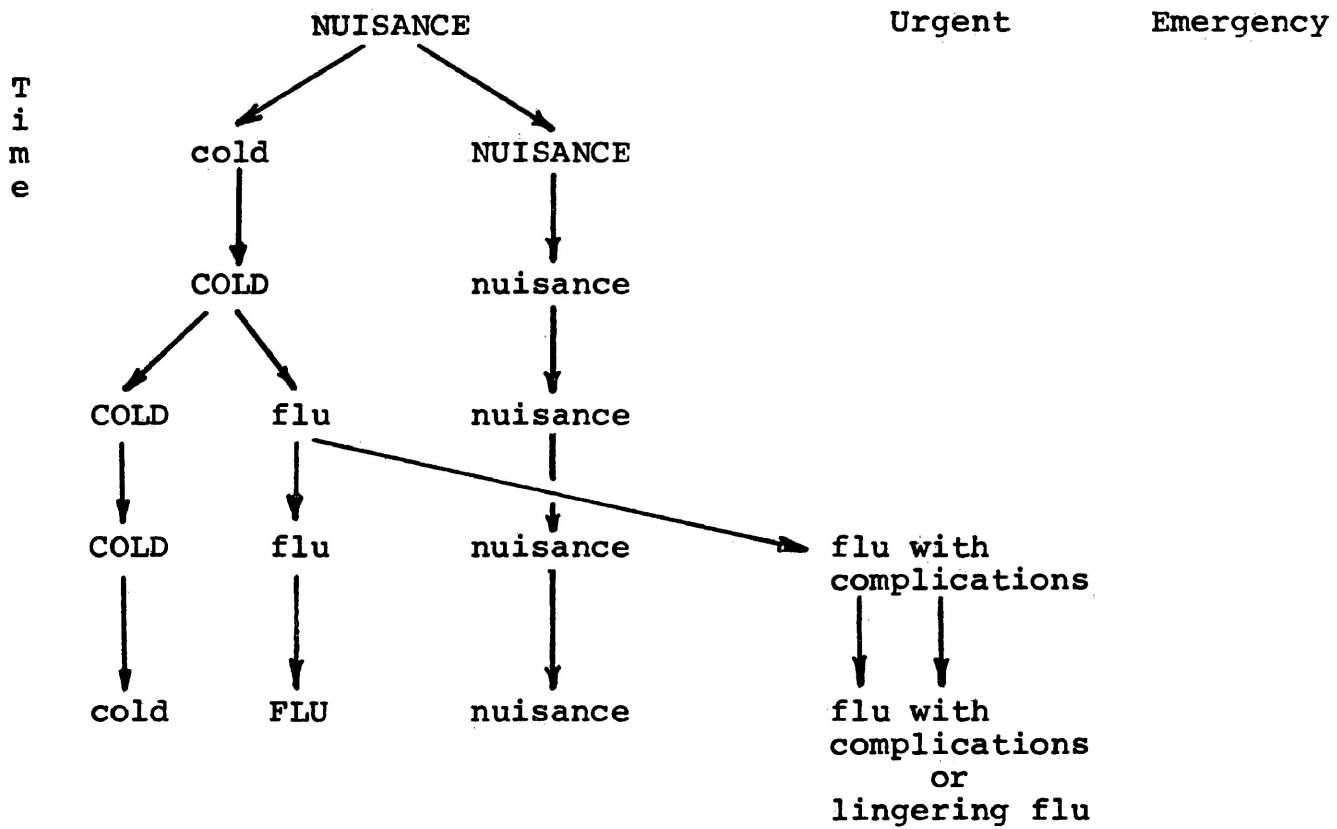 NUISANCE Urgent Emergency
Time
cold NUISANCE
COLD nuisance
COLD flu nuisance
COLD flu nuisance flu with
complications
cold FLU nuisance flu with
complications
or
lingering flu